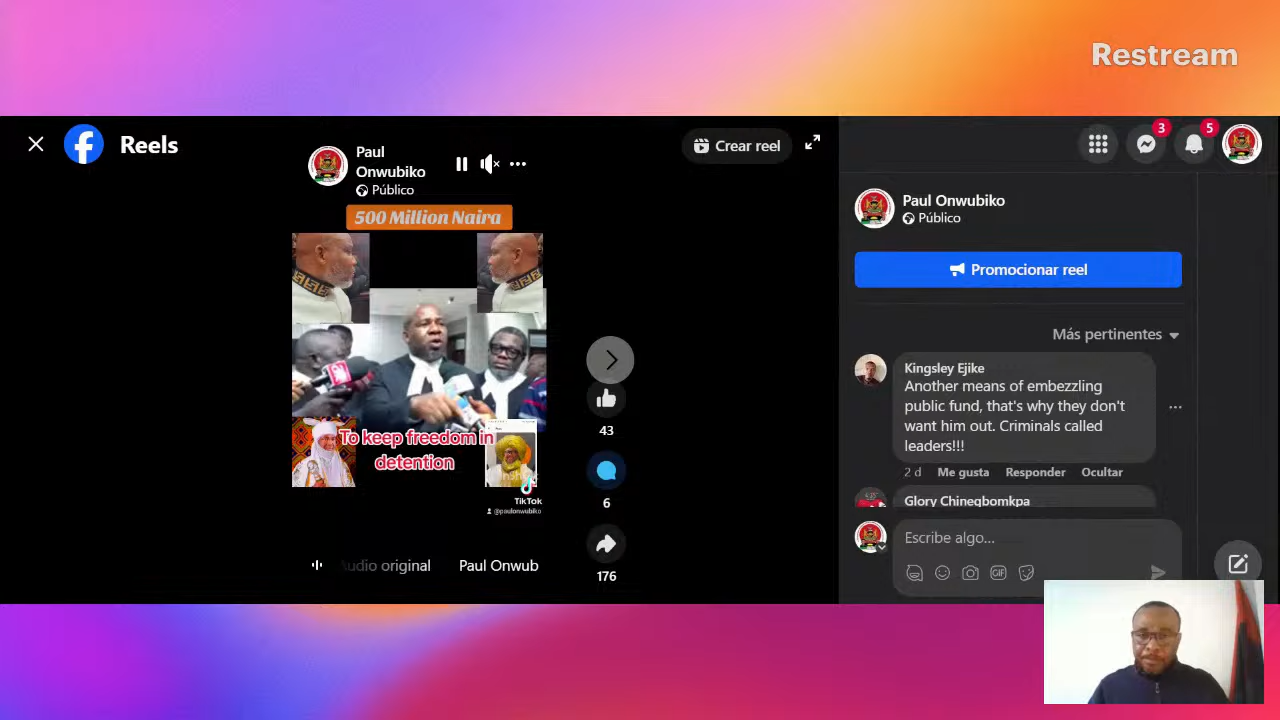 Restream
Reels
Crear reel
3
5
Paul
Onwubiko
Público
500 Million Naira
To keep freedom in
detention
TikTok
@paulonwubiko
43
6
176
Audio original
Paul Onwub
Paul Onwubiko
Público
Promocionar reel
Más pertinentes
Kingsley Ejike
Another means of embezzling
public fund, that's why they don't
want him out. Criminals called
leaders!!!
2 d Me gusta Responder Ocultar
Glory Chinegbomkpa
Escribe algo...
GIF